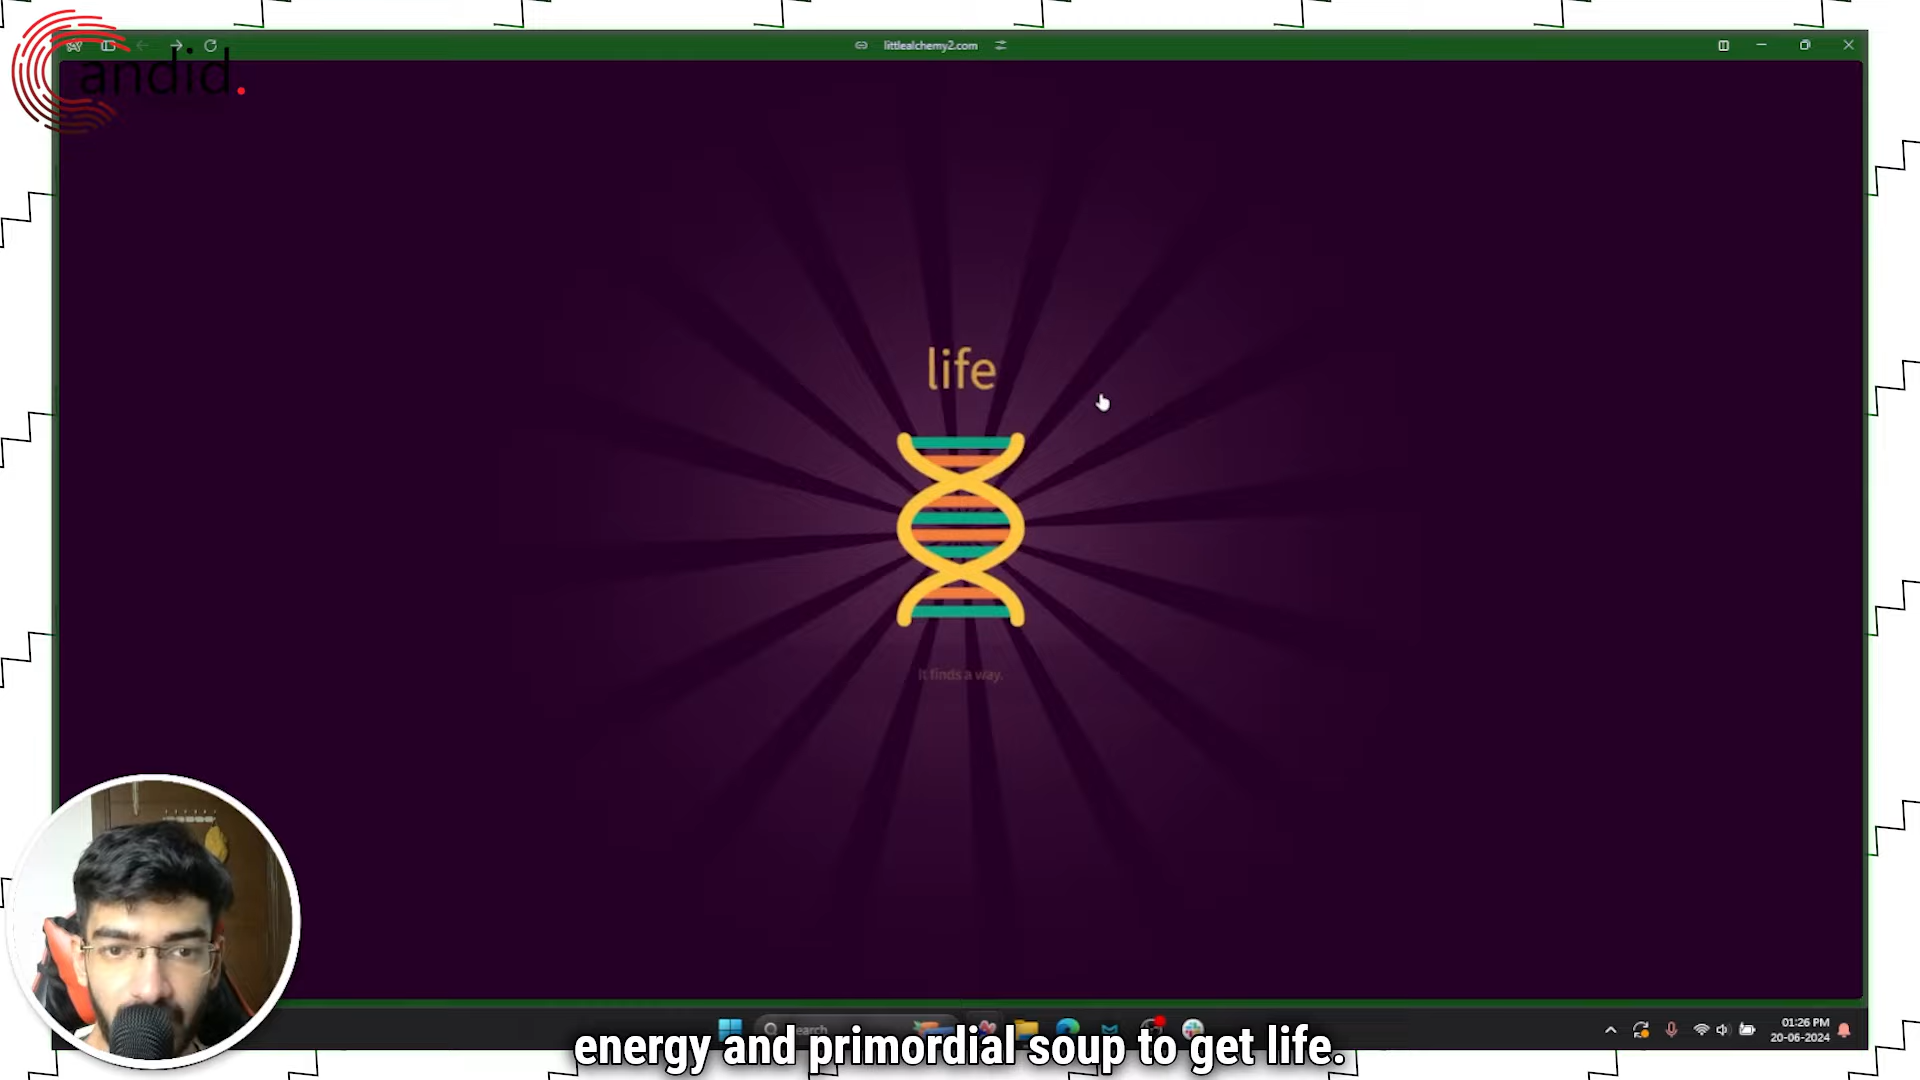 littlealchemy2.com
andid.
life
It finds a way.
Search
01:26 PM
20-06-2024
energy and primordial soup to get life.